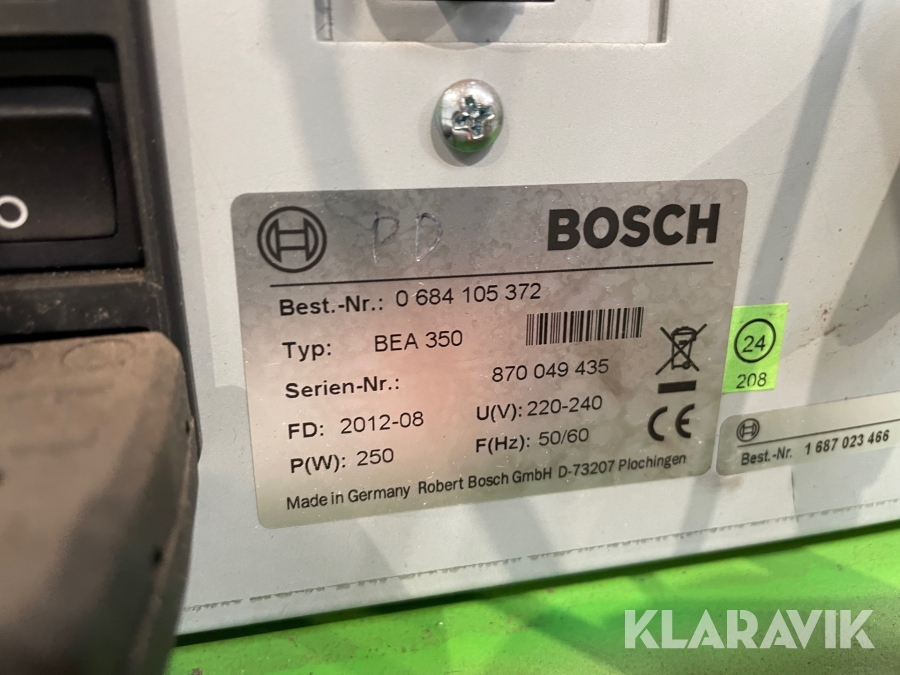 PD
BOSCH
Best.-Nr.: 0 684 105 372
Typ: BEA 350
Serien-Nr.: 870 049 435
FD: 2012-08 U(V): 220-240
P(W): 250 F(Hz): 50/60
CE
Made in Germany Robert Bosch GmbH D-73207 Plochingen
24
208
Best.-Nr. 1 687 023 466
KLARAVIK